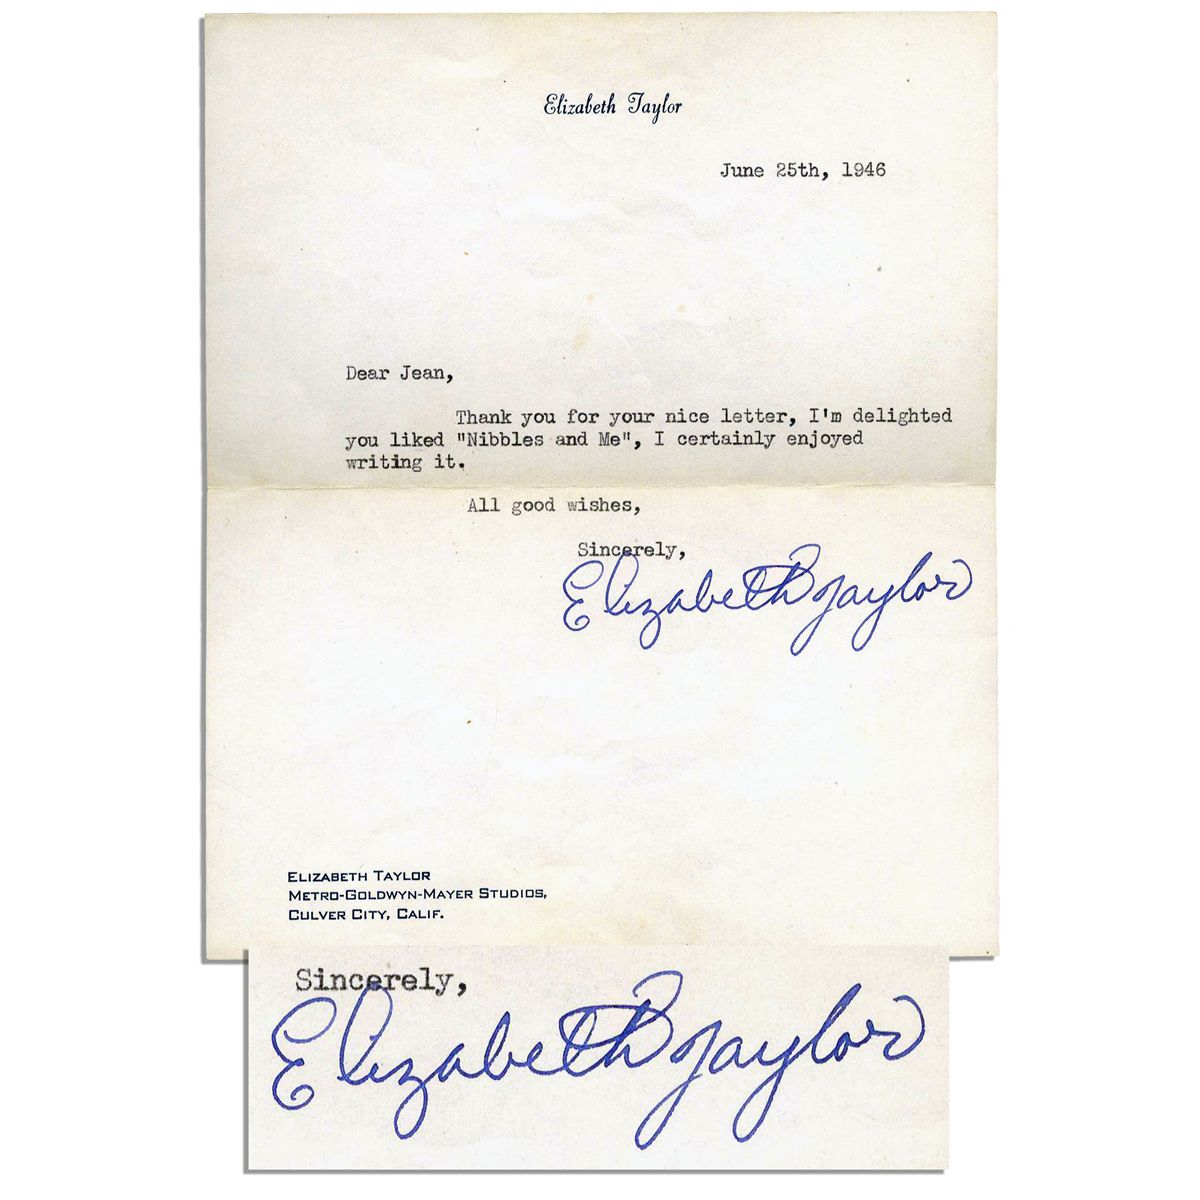 Elizabeth Taylor
June 25th, 1946
Dear Jean,
Thank you for your nice letter, I'm delighted
you liked "Nibbles and Me", I certainly enjoyed
writing it.
All good wishes,
Sincerely,
Elizabeth Taylor
ELIZABETH TAYLOR
METRO-GOLDWYN-MAYER STUDIOS,
CULVER CITY, CALIF.
Sincerely,
Elizabeth Taylor